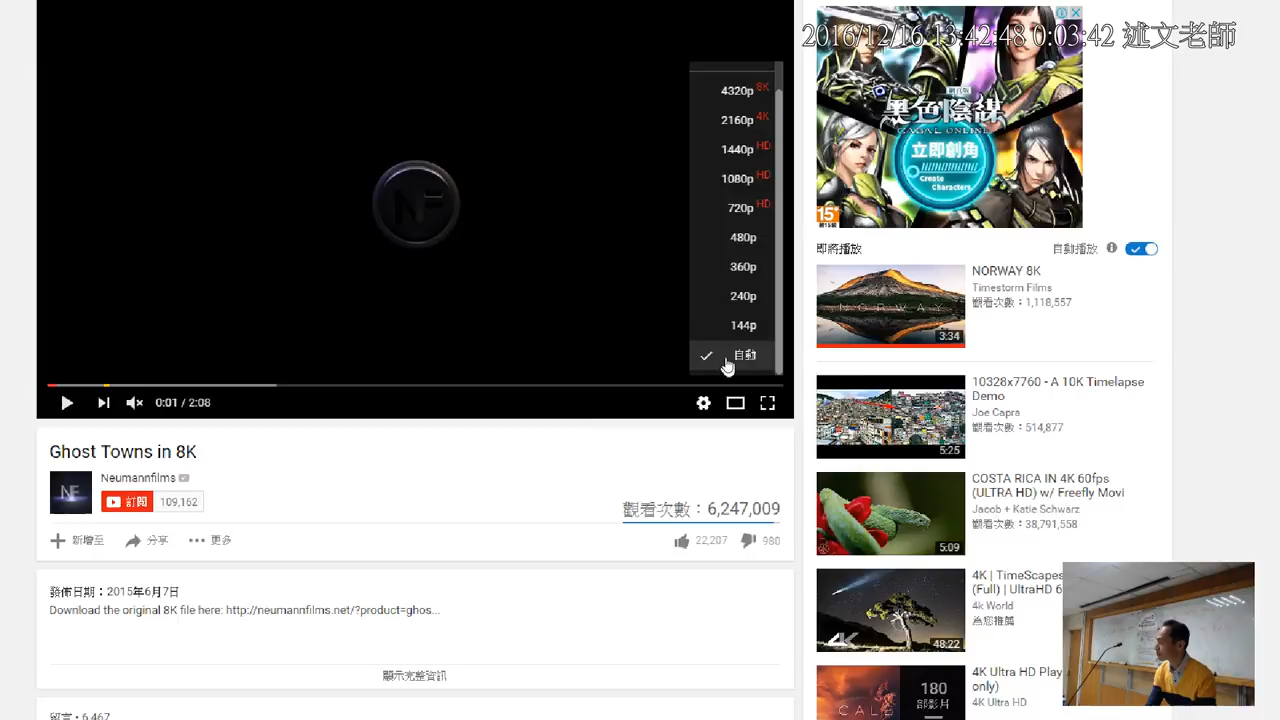 2016/12/16 13:42:48 0:03:42 述文老師
4320p 8K
2160p 4K
1440p HD
1080p HD
720p HD
480p
360p
240p
144p
自動
0:01 / 2:08
Ghost Towns in 8K
NF
Neumannfilms
訂閱 109,162
觀看次數：6,247,009
新增至 分享 更多
22,207 980
發佈日期：2015年6月7日
Download the original 8K file here: http://neumannfilms.net/?product=ghos...
顯示完整資訊
留言 • 6,467
黑色陰謀
CABAL ONLINE
立即創角
Create
Characters
15+
即將播放 自動播放
NORWAY
3:34
NORWAY 8K
Timestorm Films
觀看次數：1,118,557
5:25
10328x7760 - A 10K Timelapse
Demo
Joe Capra
觀看次數：514,877
5:09
COSTA RICA IN 4K 60fps
(ULTRA HD) w/ Freefly Movi
Jacob + Katie Schwarz
觀看次數：38,791,558
4K
48:22
4K | TimeScapes
(Full) | UltraHD 6
4k World
為您推薦
180
部影片
4K Ultra HD Play
only)
4K Ultra HD